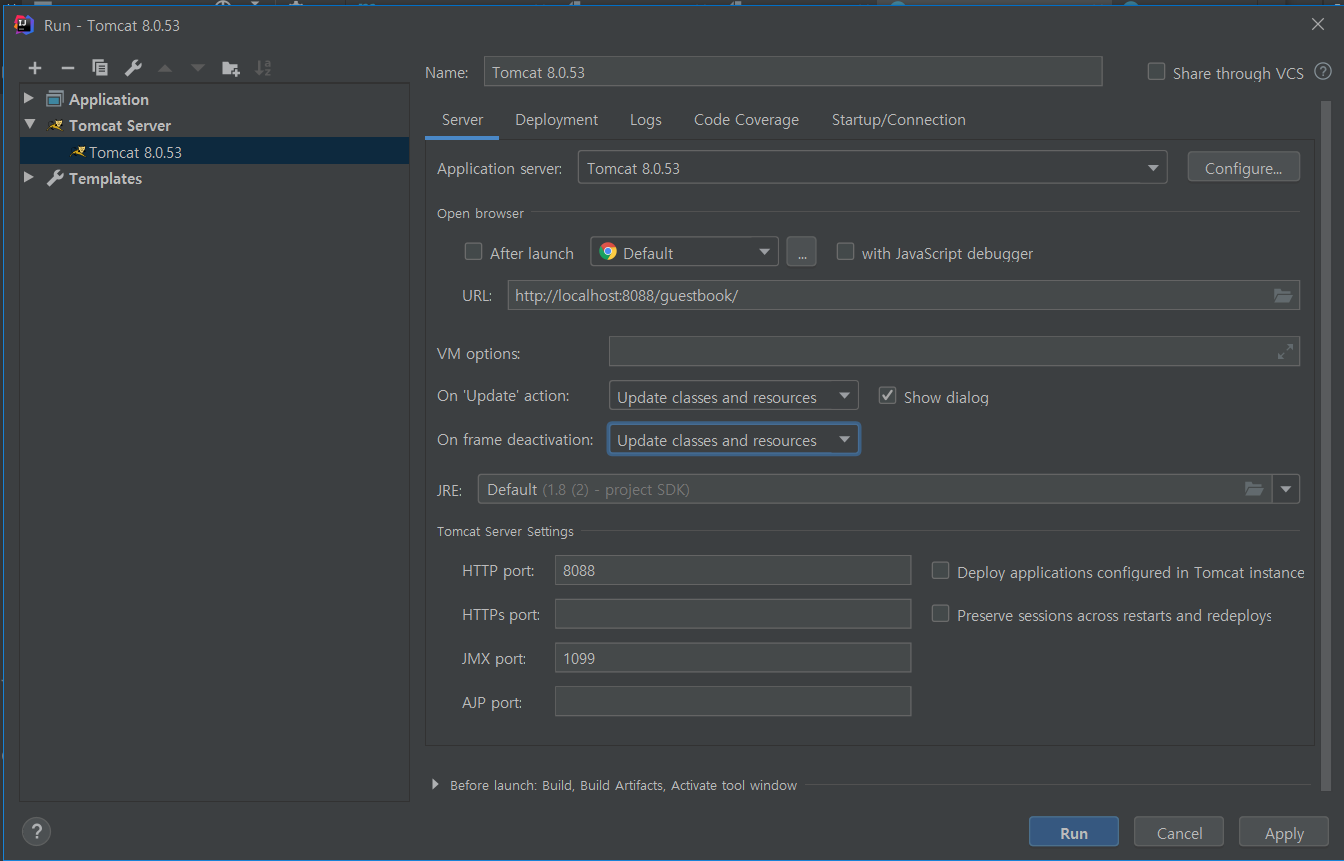 Run - Tomcat 8.0.53
Name: Tomcat 8.0.53 Share through VCS ?
Application
Tomcat Server
Tomcat 8.0.53
Templates
Server Deployment Logs Code Coverage Startup/Connection
Application server: Tomcat 8.0.53 Configure...
Open browser
After launch Default ... with JavaScript debugger
URL: http://localhost:8088/guestbook/
VM options:
On 'Update' action: Update classes and resources Show dialog
On frame deactivation: Update classes and resources
JRE: Default (1.8 (2) - project SDK)
Tomcat Server Settings
HTTP port: 8088 Deploy applications configured in Tomcat instance
HTTPs port: Preserve sessions across restarts and redeploys
JMX port: 1099
AJP port:
Before launch: Build, Build Artifacts, Activate tool window
? Run Cancel Apply